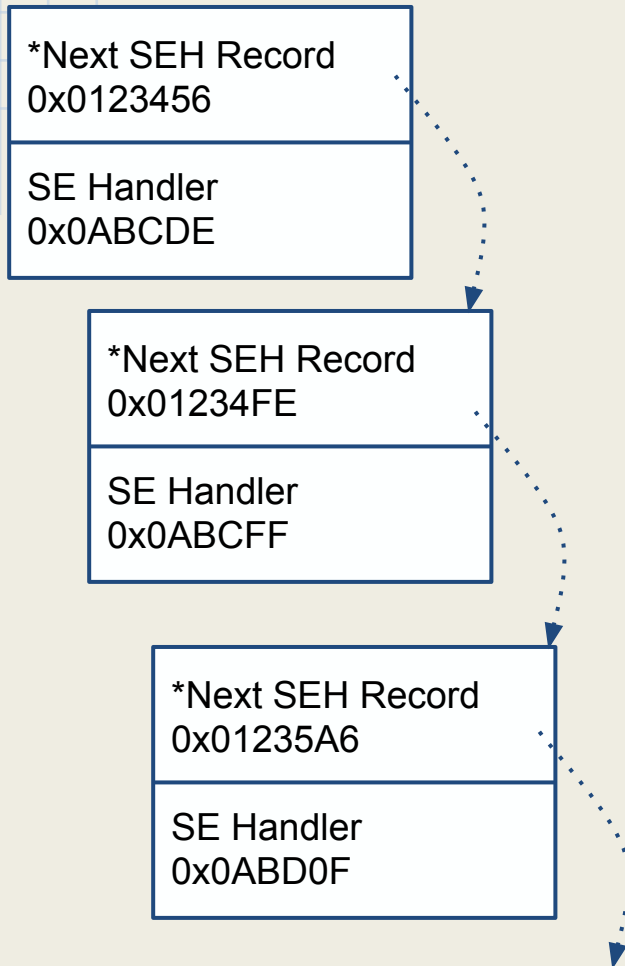 *Next SEH Record
0x0123456
SE Handler
0x0ABCDE
*Next SEH Record
0x01234FE
SE Handler
0x0ABCFF
*Next SEH Record
0x01235A6
SE Handler
0x0ABD0F